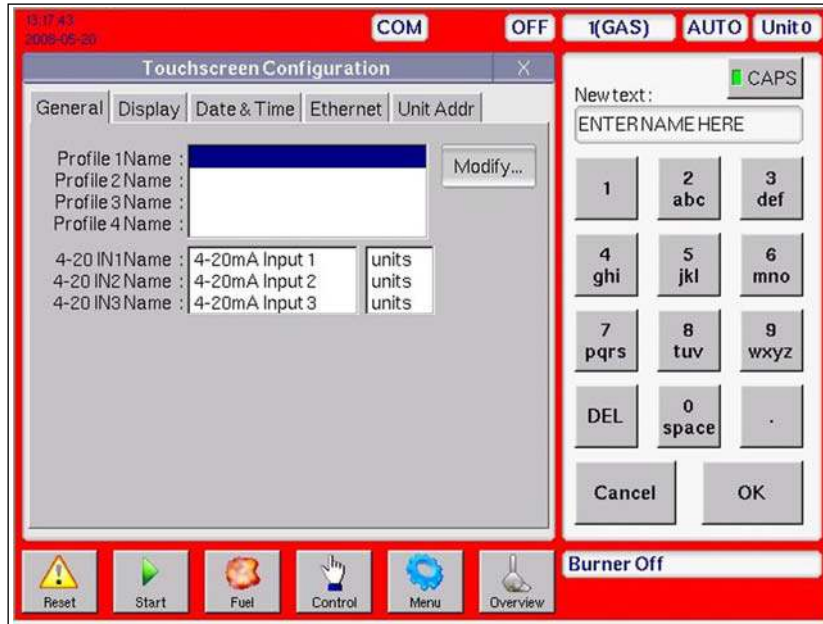 13:17:43
2008-05-20
COM
OFF
1(GAS)
AUTO
Unit 0
Touchscreen Configuration
X
General
Display
Date & Time
Ethernet
Unit Addr
Profile 1 Name :
Profile 2 Name :
Profile 3 Name :
Profile 4 Name :
Modify...
4-20 IN1 Name : 4-20mA Input 1 units
4-20 IN2 Name : 4-20mA Input 2 units
4-20 IN3 Name : 4-20mA Input 3 units
CAPS
New text :
ENTER NAME HERE
1
2
abc
3
def
4
ghi
5
jkl
6
mno
7
pqrs
8
tuv
9
wxyz
DEL
0
space
.
Cancel
OK
Reset
Start
Fuel
Control
Menu
Overview
Burner Off